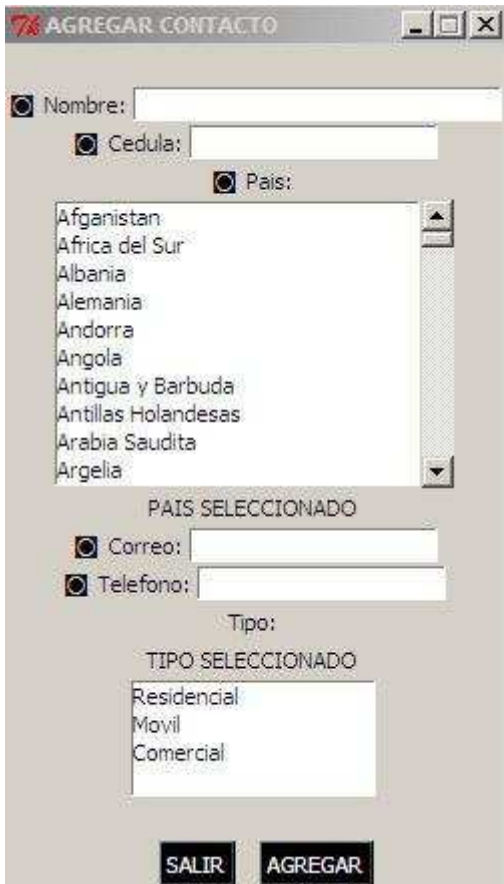 AGREGAR CONTACTO
Nombre:
Cedula:
Pais:
Afganistan
Africa del Sur
Albania
Alemania
Andorra
Angola
Antigua y Barbuda
Antillas Holandesas
Arabia Saudita
Argelia
PAIS SELECCIONADO
Correo:
Telefono:
Tipo:
TIPO SELECCIONADO
Residencial
Movil
Comercial
SALIR AGREGAR